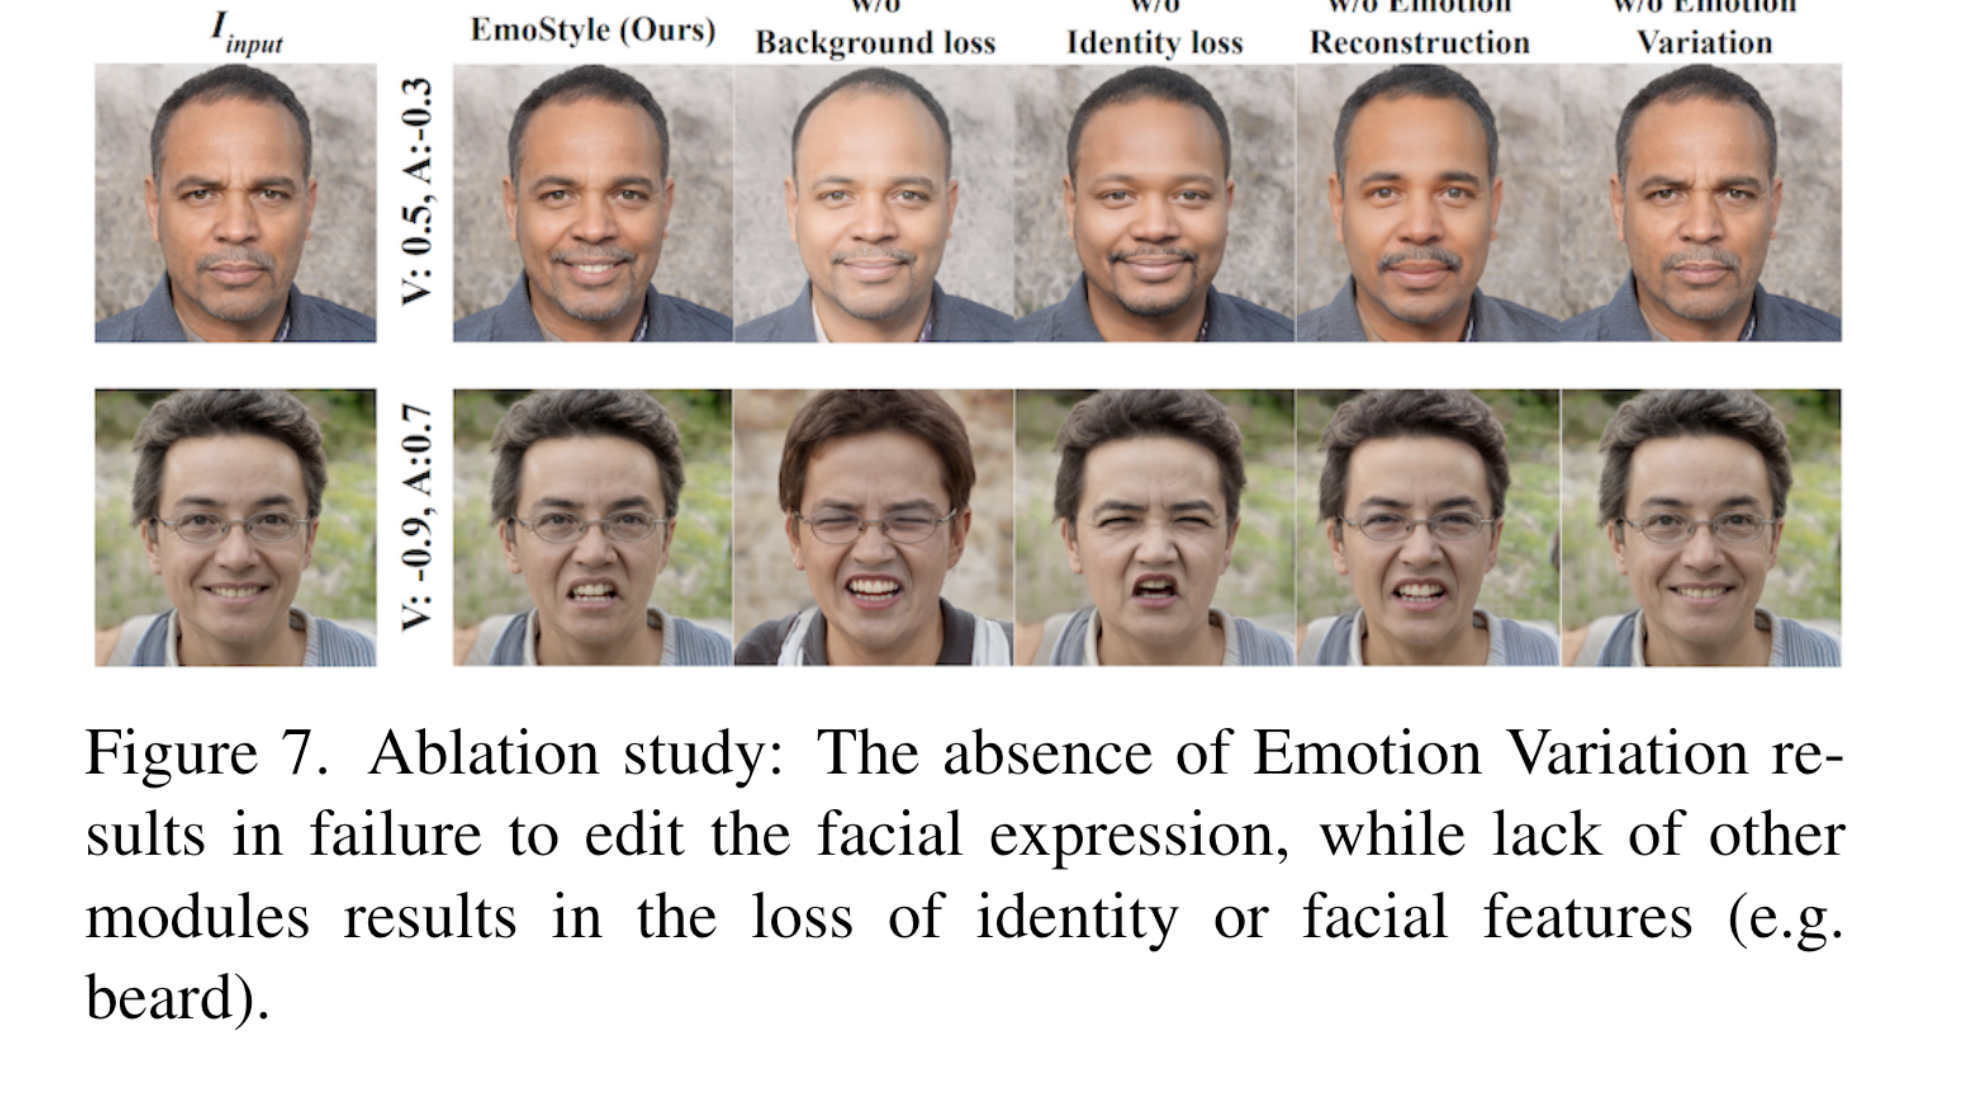 w/o w/o w/o Emotion w/o Emotion
I input EmoStyle (Ours) Background loss Identity loss Reconstruction Variation
V: 0.5, A:-0.3
V: -0.9, A:0.7
Figure 7. Ablation study: The absence of Emotion Variation re-
sults in failure to edit the facial expression, while lack of other
modules results in the loss of identity or facial features (e.g.
beard).